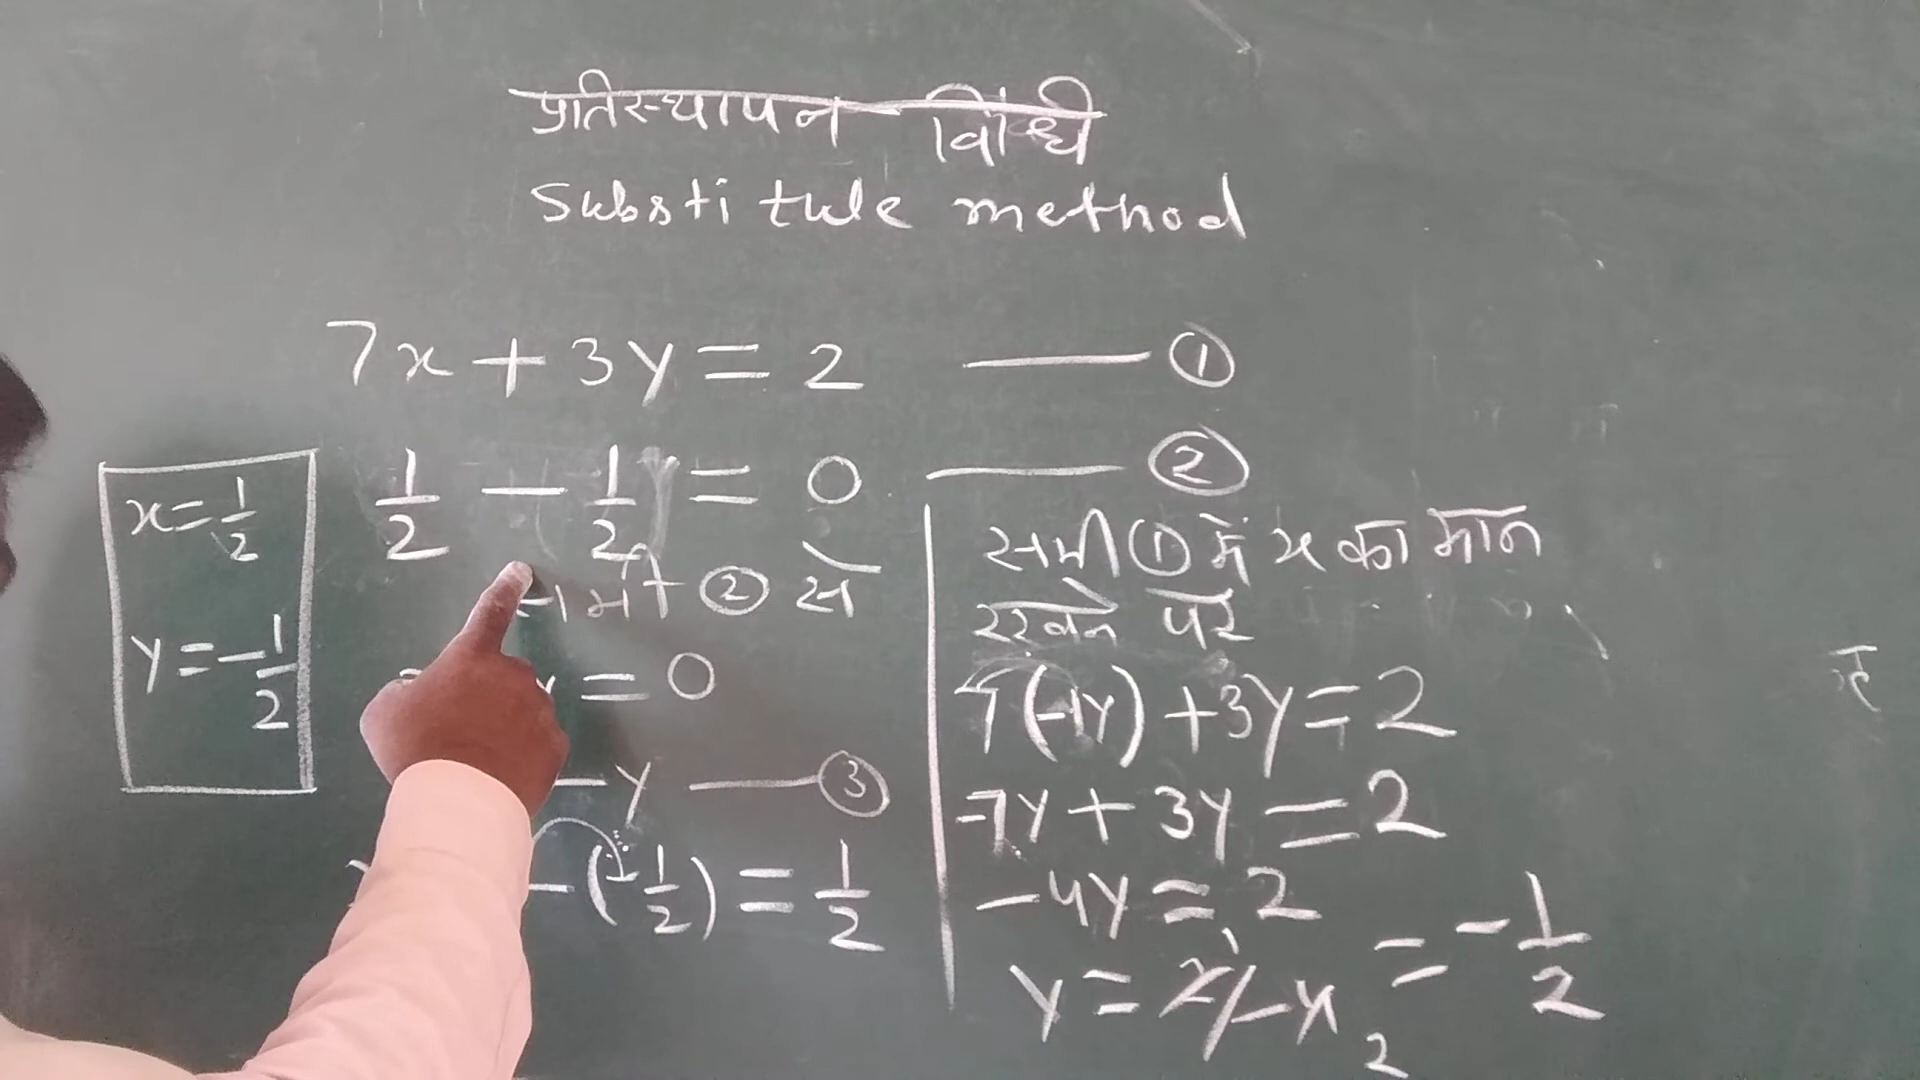 प्रतिस्थापन विधि
Substitute method
7x + 3y = 2 —— ①
1/2 - 1/2 = 0 —— ②
x = 1/2
y = -1/2
समी ② से
y = 0
- y —— ③
- (-1/2) = 1/2
समी ① में x का मान
रखने पर
7(-1y) + 3y = 2
-7y + 3y = 2
-4y = 2
y = 2/-4 = -1/2